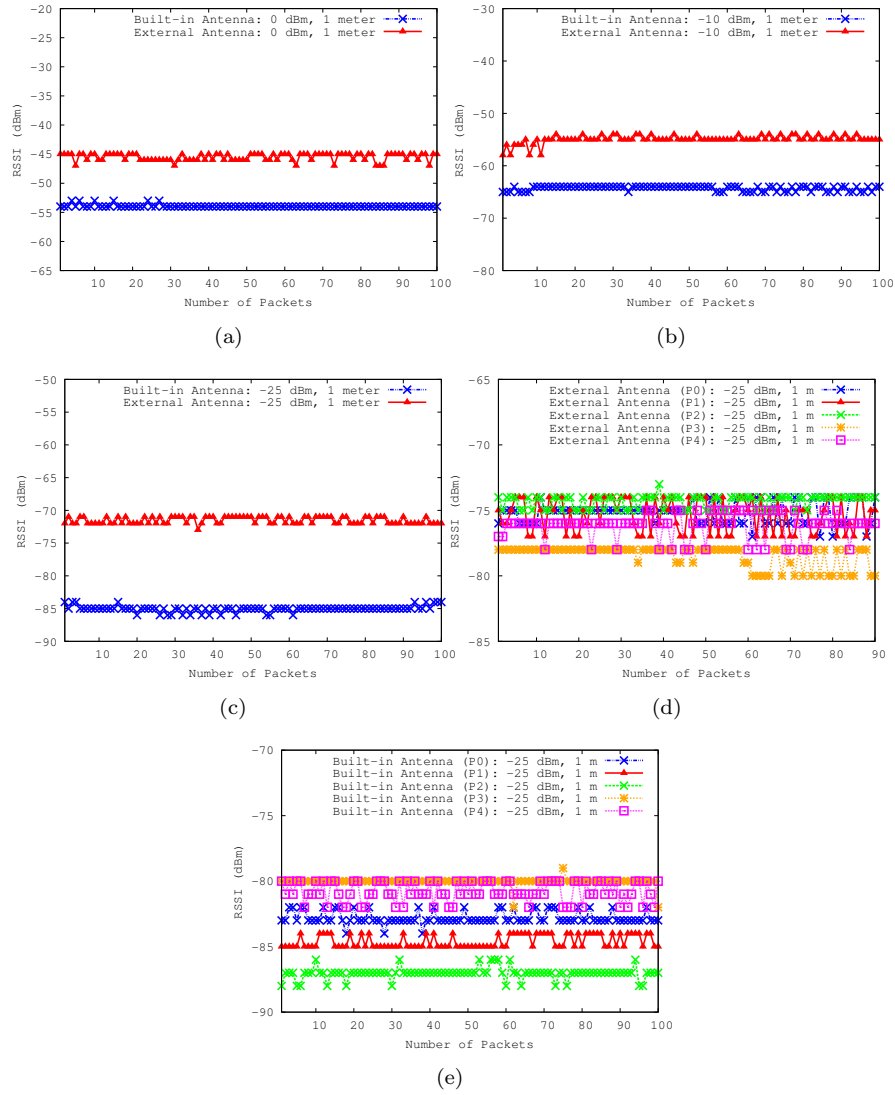 Built-in Antenna: 0 dBm, 1 meter
External Antenna: 0 dBm, 1 meter
RSSI (dBm)
-20
-25
-30
-35
-40
-45
-50
-55
-60
-65
10 20 30 40 50 60 70 80 90 100
Number of Packets
(a)
Built-in Antenna: -10 dBm, 1 meter
External Antenna: -10 dBm, 1 meter
RSSI (dBm)
-30
-40
-50
-60
-70
-80
10 20 30 40 50 60 70 80 90 100
Number of Packets
(b)
Built-in Antenna: -25 dBm, 1 meter
External Antenna: -25 dBm, 1 meter
RSSI (dBm)
-50
-55
-60
-65
-70
-75
-80
-85
-90
10 20 30 40 50 60 70 80 90 100
Number of Packets
(c)
External Antenna (P0): -25 dBm, 1 m
External Antenna (P1): -25 dBm, 1 m
External Antenna (P2): -25 dBm, 1 m
External Antenna (P3): -25 dBm, 1 m
External Antenna (P4): -25 dBm, 1 m
RSSI (dBm)
-65
-70
-75
-80
-85
10 20 30 40 50 60 70 80 90
Number of Packets
(d)
Built-in Antenna (P0): -25 dBm, 1 m
Built-in Antenna (P1): -25 dBm, 1 m
Built-in Antenna (P2): -25 dBm, 1 m
Built-in Antenna (P3): -25 dBm, 1 m
Built-in Antenna (P4): -25 dBm, 1 m
RSSI (dBm)
-70
-75
-80
-85
-90
10 20 30 40 50 60 70 80 90 100
Number of Packets
(e)